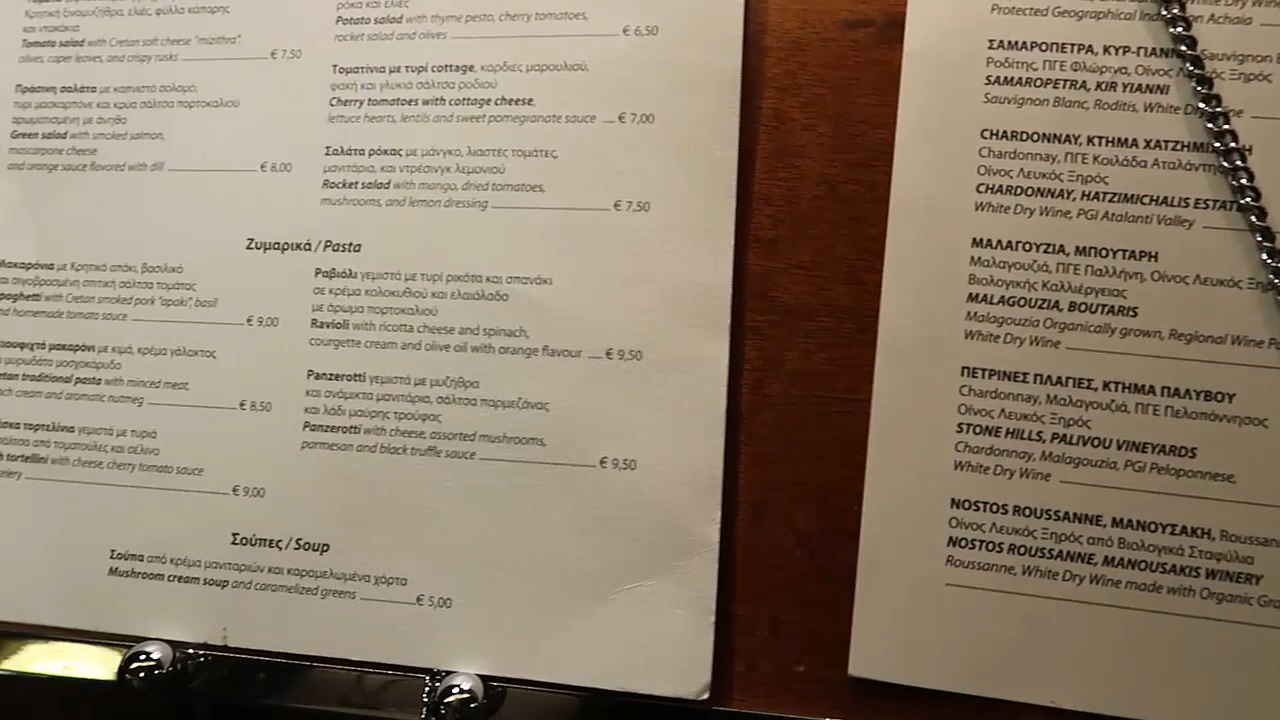 Κρητική ξινομυζήθρα, ελιές, φύλλα κάπαρης
και ντακάκια
Tomato salad with Cretan soft cheese "mizithra",
olives, caper leaves, and crispy rusks € 7,50
Πράσινη σαλάτα με καπνιστό σολομό,
τυρί μασκαρπόνε και κρύα σάλτσα πορτοκαλιού
αρωματισμένη με άνηθο
Green salad with smoked salmon,
mascarpone cheese
and orange sauce flavored with dill € 8,00
ρόκα και ελιές
Potato salad with thyme pesto, cherry tomatoes,
rocket salad and olives € 6,50
Τοματίνια με τυρί cottage, καρδιές μαρουλιού,
φακή και γλυκιά σάλτσα ροδιού
Cherry tomatoes with cottage cheese,
lettuce hearts, lentils and sweet pomegranate sauce € 7,00
Σαλάτα ρόκας με μάνγκο, λιαστές τομάτες,
μανιτάρια, και ντρέσινγκ λεμονιού
Rocket salad with mango, dried tomatoes,
mushrooms, and lemon dressing € 7,50
Ζυμαρικά / Pasta
Μακαρόνια με Κρητικό απάκι, βασιλικό
και σιγοβρασμένη σπιτική σάλτσα τομάτας
Spaghetti with Cretan smoked pork "apaki", basil
and homemade tomato sauce € 9,00
μακαρόνι με κιμά, κρέμα γάλακτος
μυρωδάτο μοσχοκάρυδο
Cretan traditional pasta with minced meat,
cream and aromatic nutmeg € 8,50
τορτελίνια γεμιστά με τυριά
σάλτσα από τοματούλες και σέλινο
tortellini with cheese, cherry tomato sauce
celery € 9,00
Ραβιόλι γεμιστά με τυρί ρικότα και σπανάκι
σε κρέμα κολοκυθιού και ελαιόλαδο
με άρωμα πορτοκαλιού
Ravioli with ricotta cheese and spinach,
courgette cream and olive oil with orange flavour € 9,50
Panzerotti γεμιστά με μυζήθρα
και ανάμικτα μανιτάρια, σάλτσα παρμεζάνας
και λάδι μαύρης τρούφας
Panzerotti with cheese, assorted mushrooms,
parmesan and black truffle sauce € 9,50
Σούπες / Soup
Σούπα από κρέμα μανιταριών και καραμελωμένα χόρτα
Mushroom cream soup and caramelized greens € 5,00
White Dry Wine
Protected Geographical Indication Achaia
ΣΑΜΑΡΟΠΕΤΡΑ, ΚΥΡ-ΓΙΑΝΝΗ, Sauvignon
Ροδίτης, ΠΓΕ Φλώρινα, Οίνος Λευκός Ξηρός
SAMAROPETRA, KIR YIANNI
Sauvignon Blanc, Roditis, White Dry Wine
CHARDONNAY, ΚΤΗΜΑ ΧΑΤΖΗΜΙΧΑΛΗ
Chardonnay, ΠΓΕ Κοιλάδα Αταλάντης
Οίνος Λευκός Ξηρός
CHARDONNAY, HATZIMICHALIS ESTATE
White Dry Wine, PGI Atalanti Valley
ΜΑΛΑΓΟΥΖΙΑ, ΜΠΟΥΤΑΡΗ
Μαλαγουζιά, ΠΓΕ Παλλήνη, Οίνος Λευκός Ξηρός
Βιολογικής Καλλιέργειας
MALAGOUZIA, BOUTARIS
Malagouzia Organically grown, Regional Wine
White Dry Wine
ΠΕΤΡΙΝΕΣ ΠΛΑΓΙΕΣ, ΚΤΗΜΑ ΠΑΛΥΒΟΥ
Chardonnay, Μαλαγουζιά, ΠΓΕ Πελοπόννησος
Οίνος Λευκός Ξηρός
STONE HILLS, PALIVOU VINEYARDS
Chardonnay, Malagouzia, PGI Peloponnese,
White Dry Wine
NOSTOS ROUSSANNE, ΜΑΝΟΥΣΑΚΗ, Roussanne
Οίνος Λευκός Ξηρός από Βιολογικά Σταφύλια
NOSTOS ROUSSANNE, MANOUSAKIS WINERY
Roussanne, White Dry Wine made with Organic